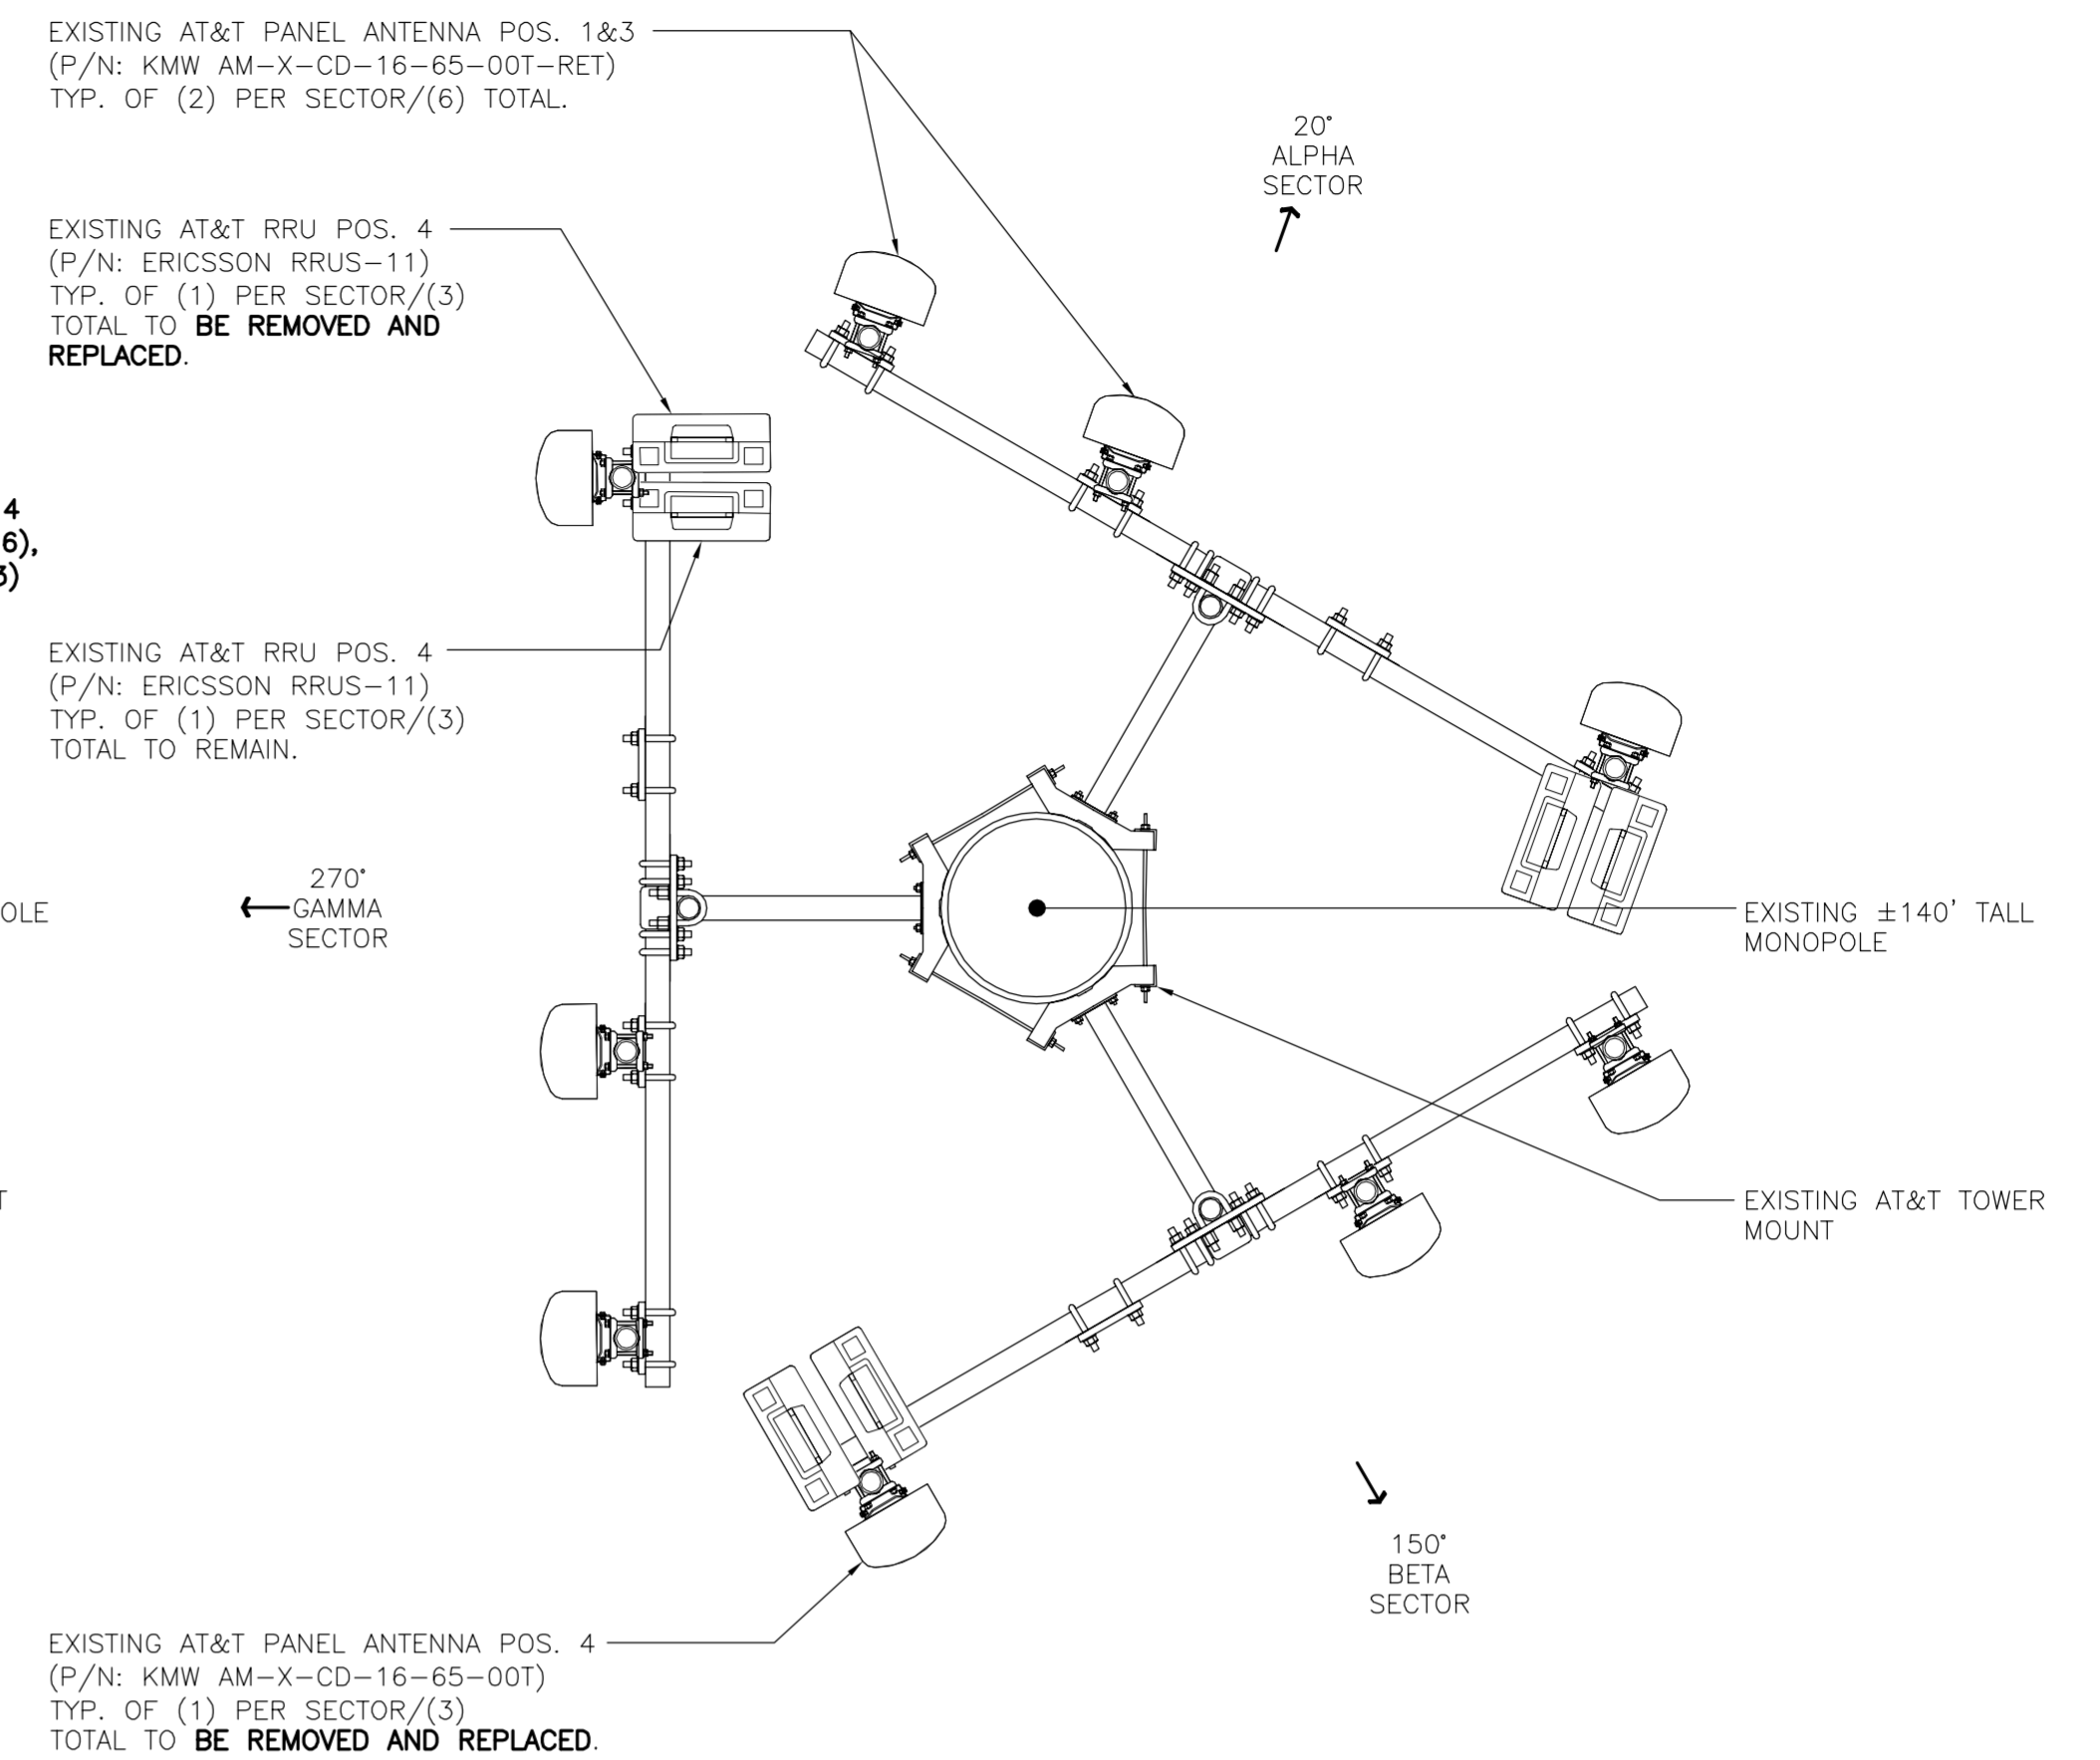 EXISTING AT&T PANEL ANTENNA POS. 1&3
(P/N: KMW AM-X-CD-16-65-00T-RET)
TYP. OF (2) PER SECTOR/(6) TOTAL.
20°
ALPHA
SECTOR
EXISTING AT&T RRU POS. 4
(P/N: ERICSSON RRUS-11)
TYP. OF (1) PER SECTOR/(3)
TOTAL TO BE REMOVED AND
REPLACED.
4
6),
EXISTING AT&T RRU POS. 4
(P/N: ERICSSON RRUS-11)
TYP. OF (1) PER SECTOR/(3)
TOTAL TO REMAIN.
270°
GAMMA
SECTOR
OLE
EXISTING ±140' TALL
MONOPOLE
EXISTING AT&T TOWER
MOUNT
150°
BETA
SECTOR
EXISTING AT&T PANEL ANTENNA POS. 4
(P/N: KMW AM-X-CD-16-65-00T)
TYP. OF (1) PER SECTOR/(3)
TOTAL TO BE REMOVED AND REPLACED.